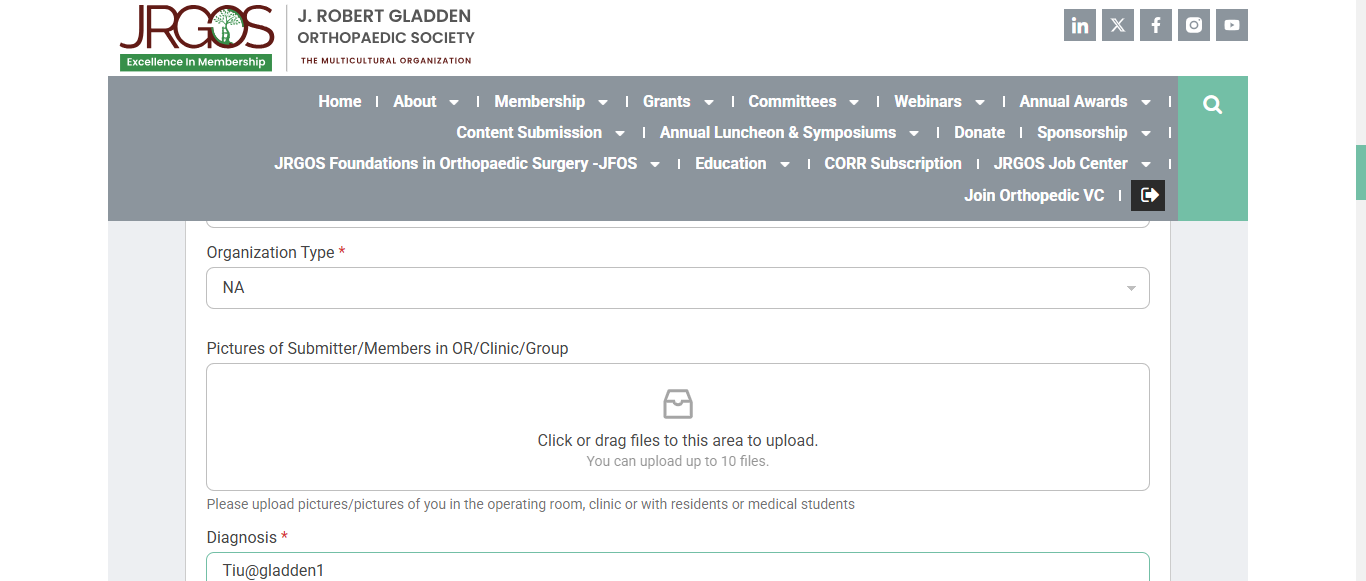 JRGOS
Excellence In Membership
J. ROBERT GLADDEN
ORTHOPAEDIC SOCIETY
THE MULTICULTURAL ORGANIZATION
Home | About | Membership | Grants | Committees | Webinars | Annual Awards |
Content Submission | Annual Luncheon & Symposiums | Donate | Sponsorship |
JRGOS Foundations in Orthopaedic Surgery -JFOS | Education | CORR Subscription | JRGOS Job Center |
Join Orthopedic VC |
Organization Type *
NA
Pictures of Submitter/Members in OR/Clinic/Group
Click or drag files to this area to upload.
You can upload up to 10 files.
Please upload pictures/pictures of you in the operating room, clinic or with residents or medical students
Diagnosis *
Tiu@gladden1